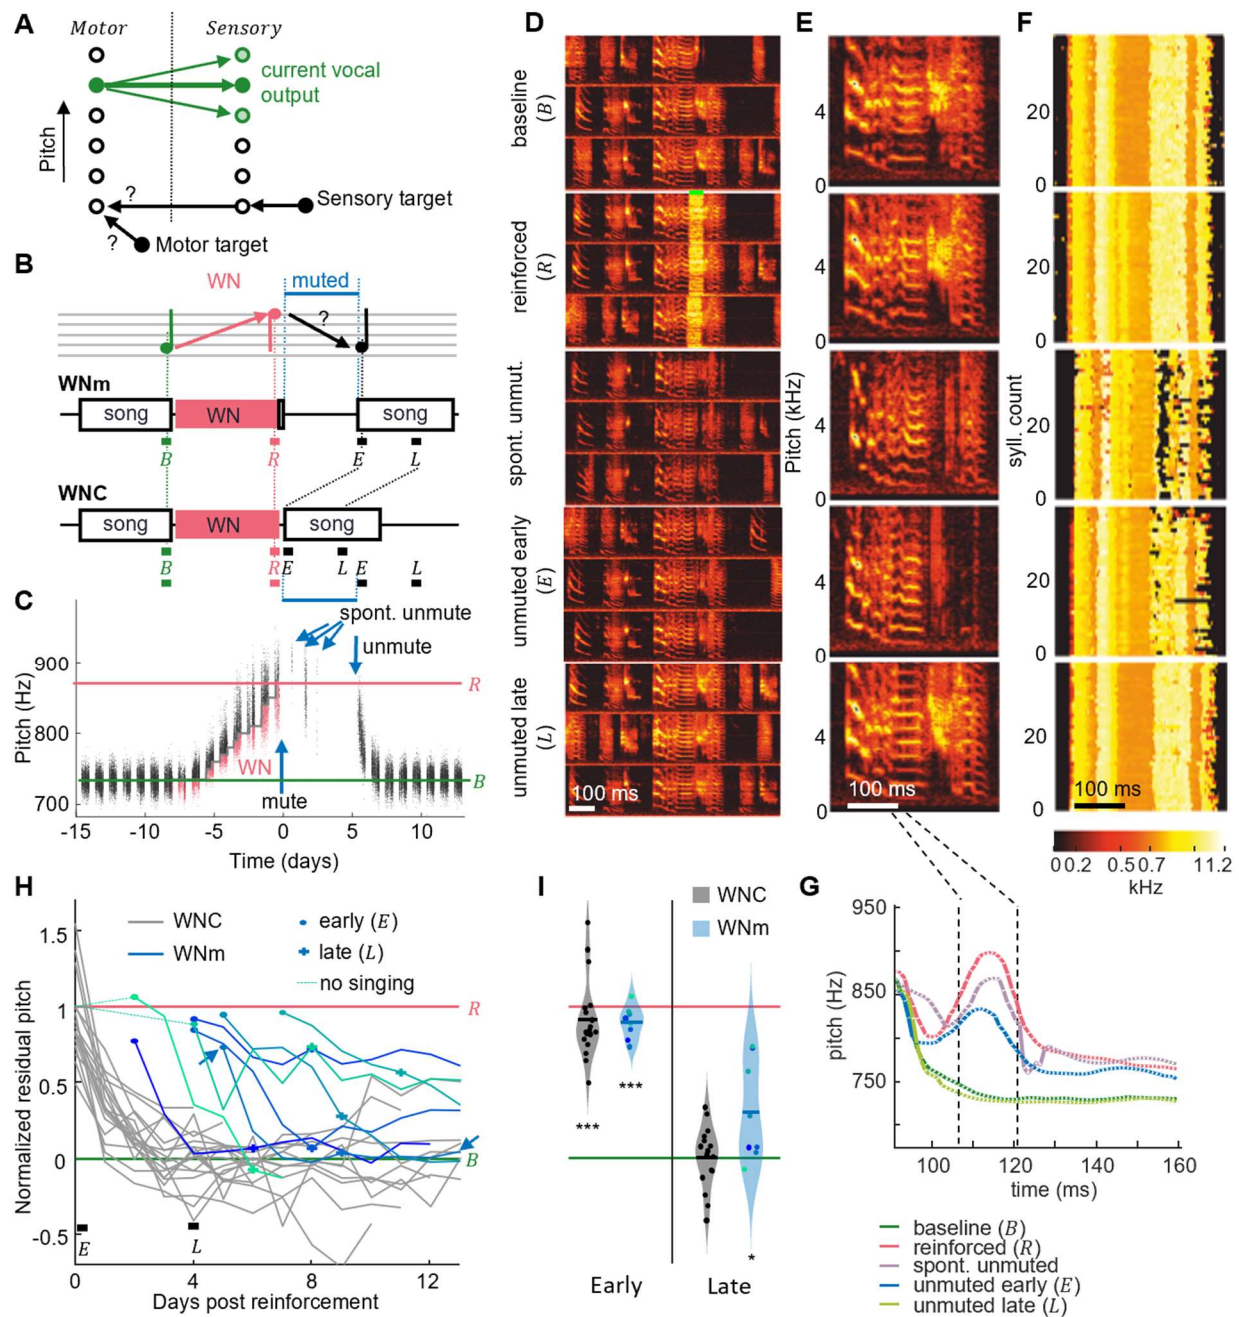 A
Motor
Sensory
current vocal
output
Pitch
?
Sensory target
?
Motor target
B
WN
muted
?
WNm
song
WN
song
B
R
E
L
WNC
song
WN
song
B
R
E
L
E
L
C
spont. unmute
unmute
900
800
700
Pitch (Hz)
R
WN
B
mute
-15
-10
-5
0
5
10
Time (days)
D
baseline
(B)
reinforced
(R)
spont. unmut.
unmuted early
(E)
unmuted late
(L)
100 ms
E
4
0
4
0
4
0
4
0
4
0
Pitch (kHz)
100 ms
F
20
0
20
0
20
0
20
0
20
0
syll. count
100 ms
0 0.2 0.5 0.7 11.2
kHz
G
950
850
750
pitch (Hz)
100
120
140
160
time (ms)
baseline (B)
reinforced (R)
spont. unmuted
unmuted early (E)
unmuted late (L)
H
WNC
WNm
early (E)
late (L)
no singing
1.5
1
0.5
0
-0.5
Normalized residual pitch
R
B
E
L
0
4
8
12
Days post reinforcement
I
WNC
WNm
***
***
*
Early
Late